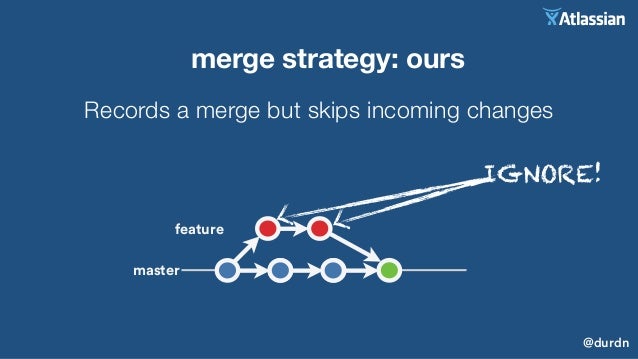 Atlassian
merge strategy: ours
Records a merge but skips incoming changes
IGNORE!
feature
master
@durdn